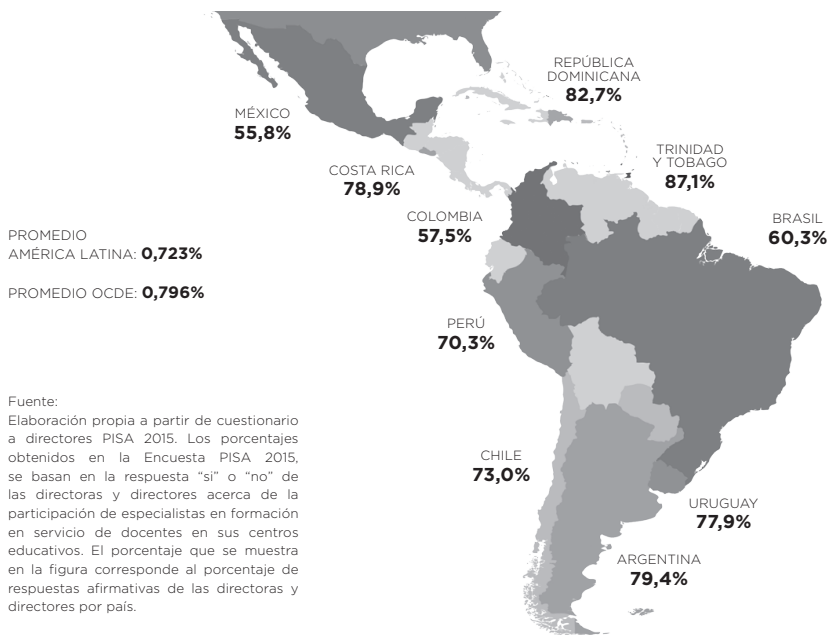 REPÚBLICA
DOMINICANA
82,7%
MÉXICO
55,8%
COSTA RICA
78,9%
TRINIDAD
Y TOBAGO
87,1%
COLOMBIA
57,5%
BRASIL
60,3%
PROMEDIO
AMÉRICA LATINA: 0,723%
PROMEDIO OCDE: 0,796%
PERÚ
70,3%
Fuente:
Elaboración propia a partir de cuestionario
a directores PISA 2015. Los porcentajes
obtenidos en la Encuesta PISA 2015,
se basan en la respuesta “si” o “no” de
las directoras y directores acerca de la
participación de especialistas en formación
en servicio de docentes en sus centros
educativos. El porcentaje que se muestra
en la figura corresponde al porcentaje de
respuestas afirmativas de las directoras y
directores por país.
CHILE
73,0%
URUGUAY
77,9%
ARGENTINA
79,4%